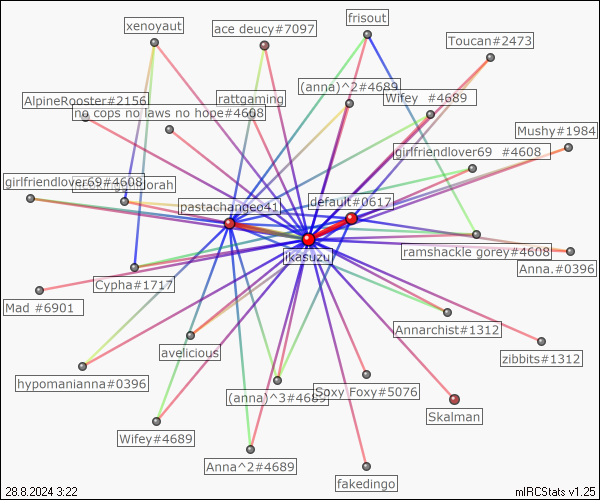 frisout
xenoyaut
ace deucy#7097
Toucan#2473
(anna)^2#4689
Wifey  #4689
AlpineRooster#2156
rattgaming
no cops no laws no hope#4608
Mushy#1984
girlfriendlover69  #4608
girlfriendlover69#4608
pastachangeo41
default#0617
ikasuzu
ramshackle gorey#4608
Anna.#0396
Cypha#1717
Mad #6901
Annarchist#1312
avelicious
zibbits#1312
hypomanianna#0396
(anna)^3#4689
Soxy Foxy#5076
Skalman
Wifey#4689
Anna^2#4689
fakedingo
28.8.2024 3:22
mIRCStats v1.25